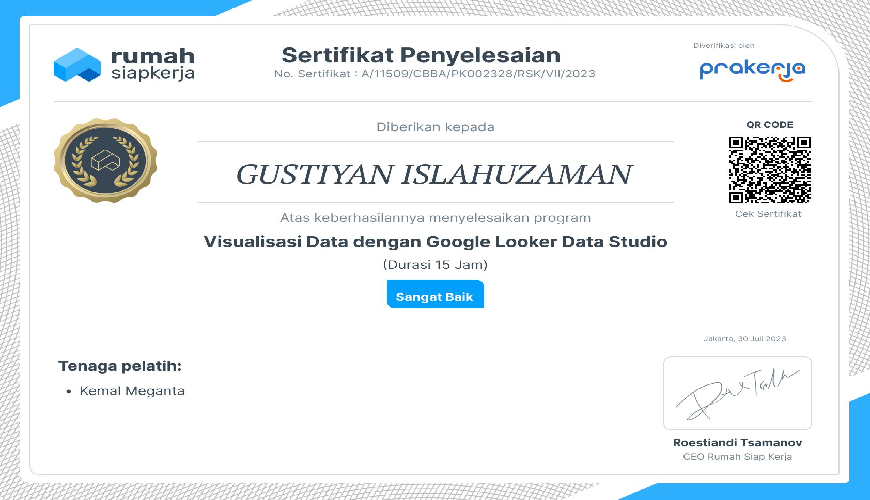 rumah
siapkerja
Sertifikat Penyelesaian
No. Sertifikat : A/11509/CBBA/PK002328/RSK/VII/2023
Diverifikasi oleh
prakerja
Diberikan kepada
GUSTIYAN ISLAHUZAMAN
Atas keberhasilannya menyelesaikan program
Visualisasi Data dengan Google Looker Data Studio
(Durasi 15 Jam)
Sangat Baik
QR CODE
Cek Sertifikat
Tenaga pelatih:
• Kemal Meganta
Jakarta, 30 Juli 2023
Roestiandi Tsamanov
CEO Rumah Siap Kerja